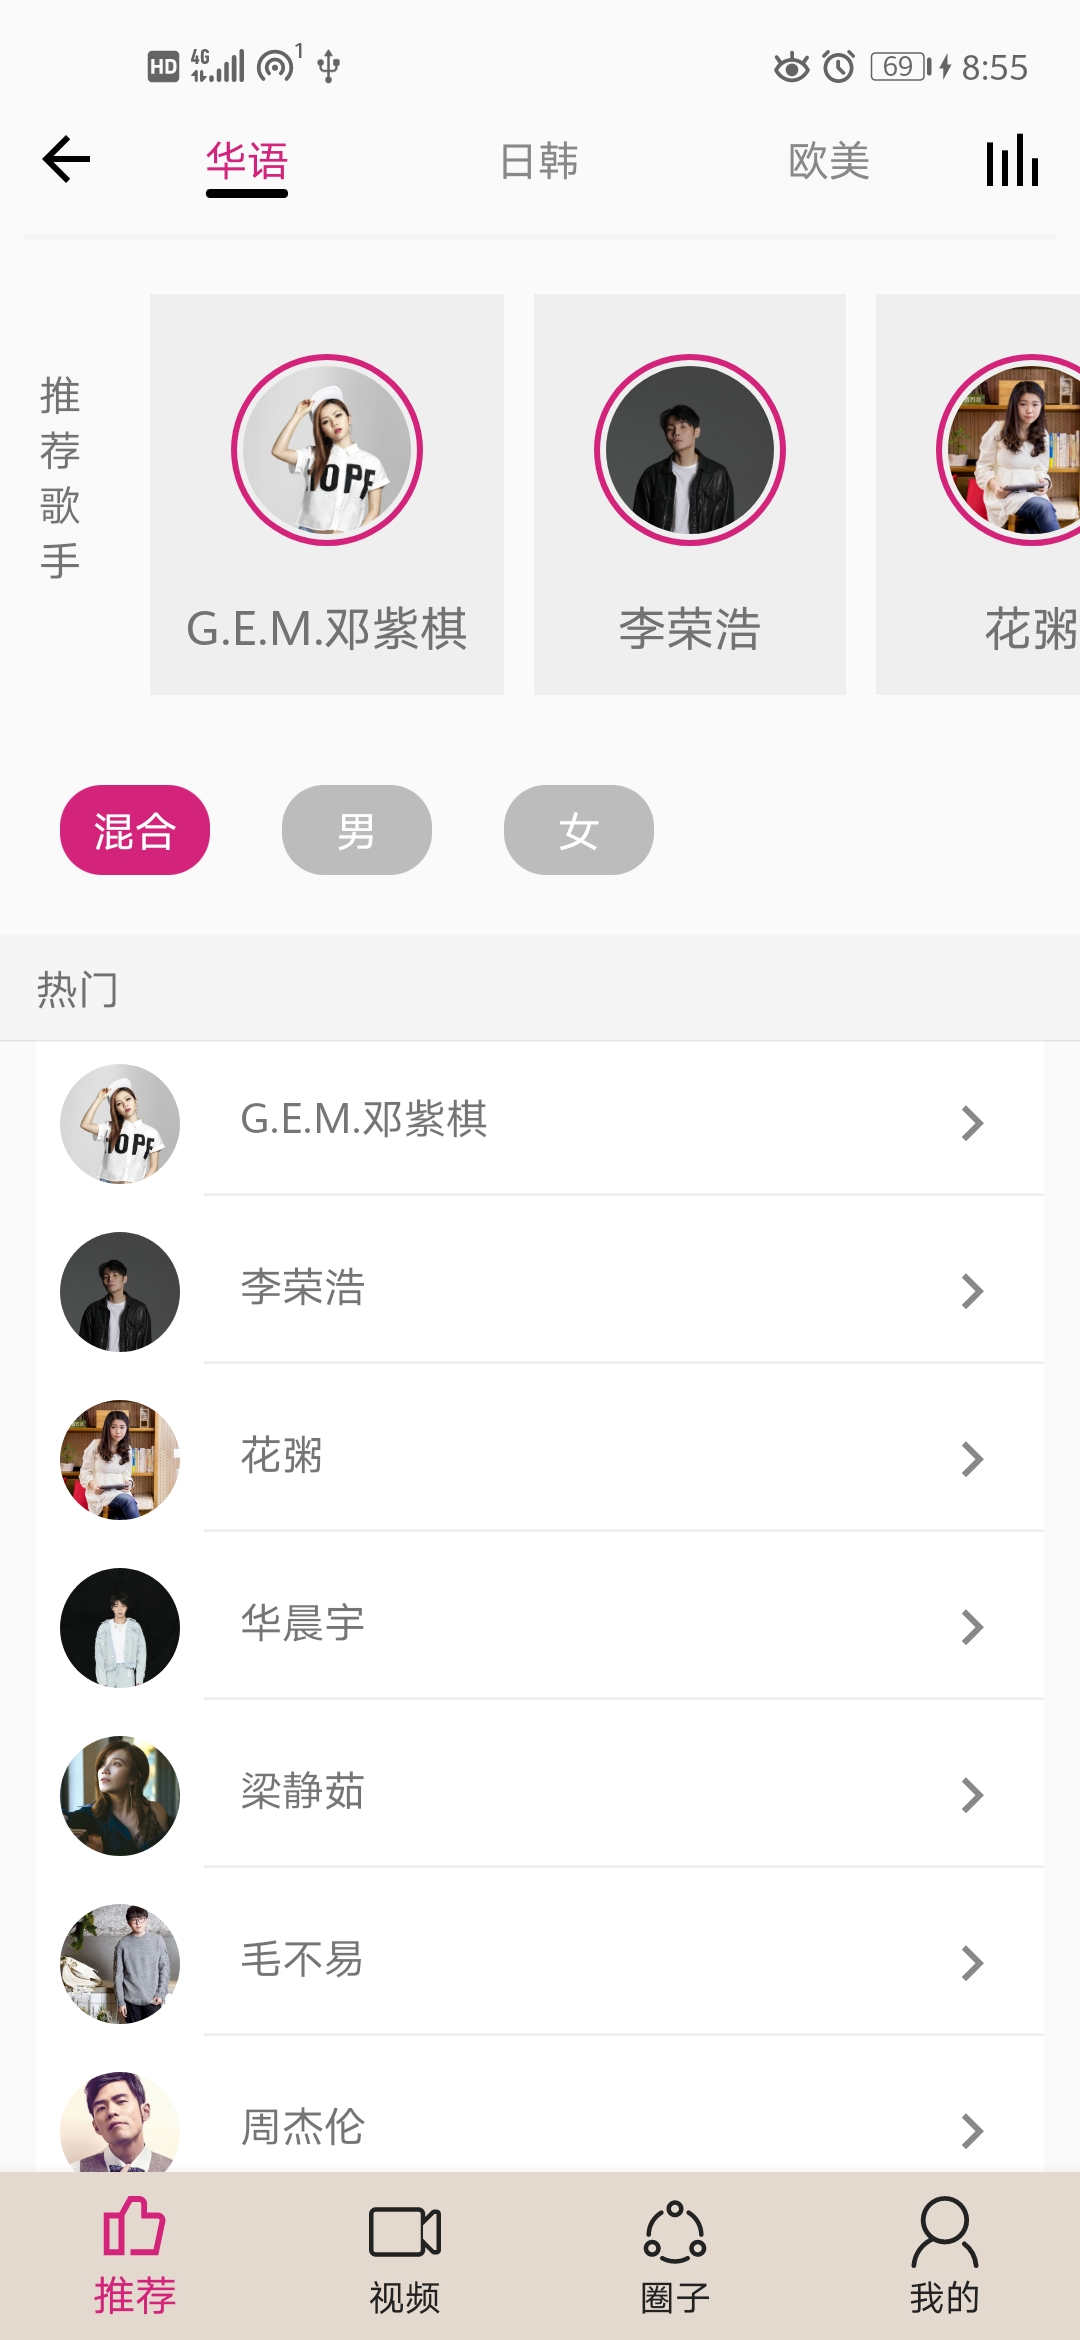 HD 4G 1 69 8:55
华语 日韩 欧美
推荐歌手
G.E.M.邓紫棋 李荣浩 花粥
混合 男 女
热门
G.E.M.邓紫棋
李荣浩
花粥
华晨宇
梁静茹
毛不易
周杰伦
推荐 视频 圈子 我的